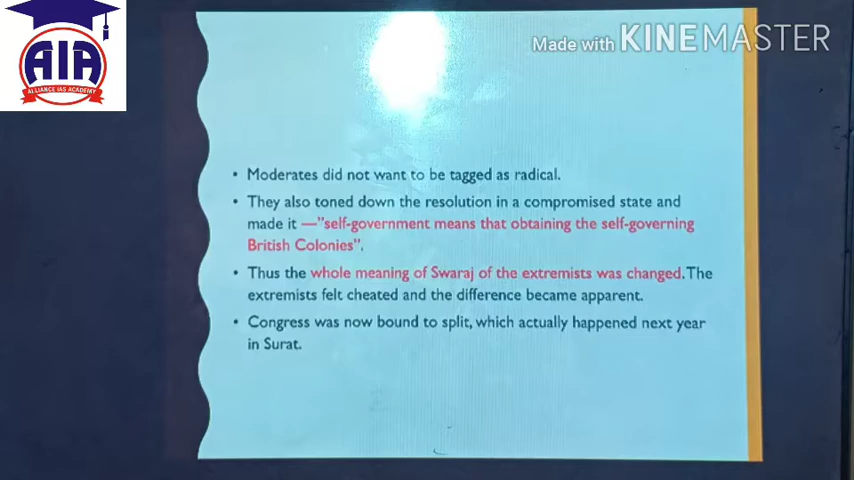 Made with KINEMASTER
AIA
ALLIANCE IAS ACADEMY
• Moderates did not want to be tagged as radical.
• They also toned down the resolution in a compromised state and
made it —"self-government means that obtaining the self-governing
British Colonies".
• Thus the whole meaning of Swaraj of the extremists was changed. The
extremists felt cheated and the difference became apparent.
• Congress was now bound to split, which actually happened next year
in Surat.